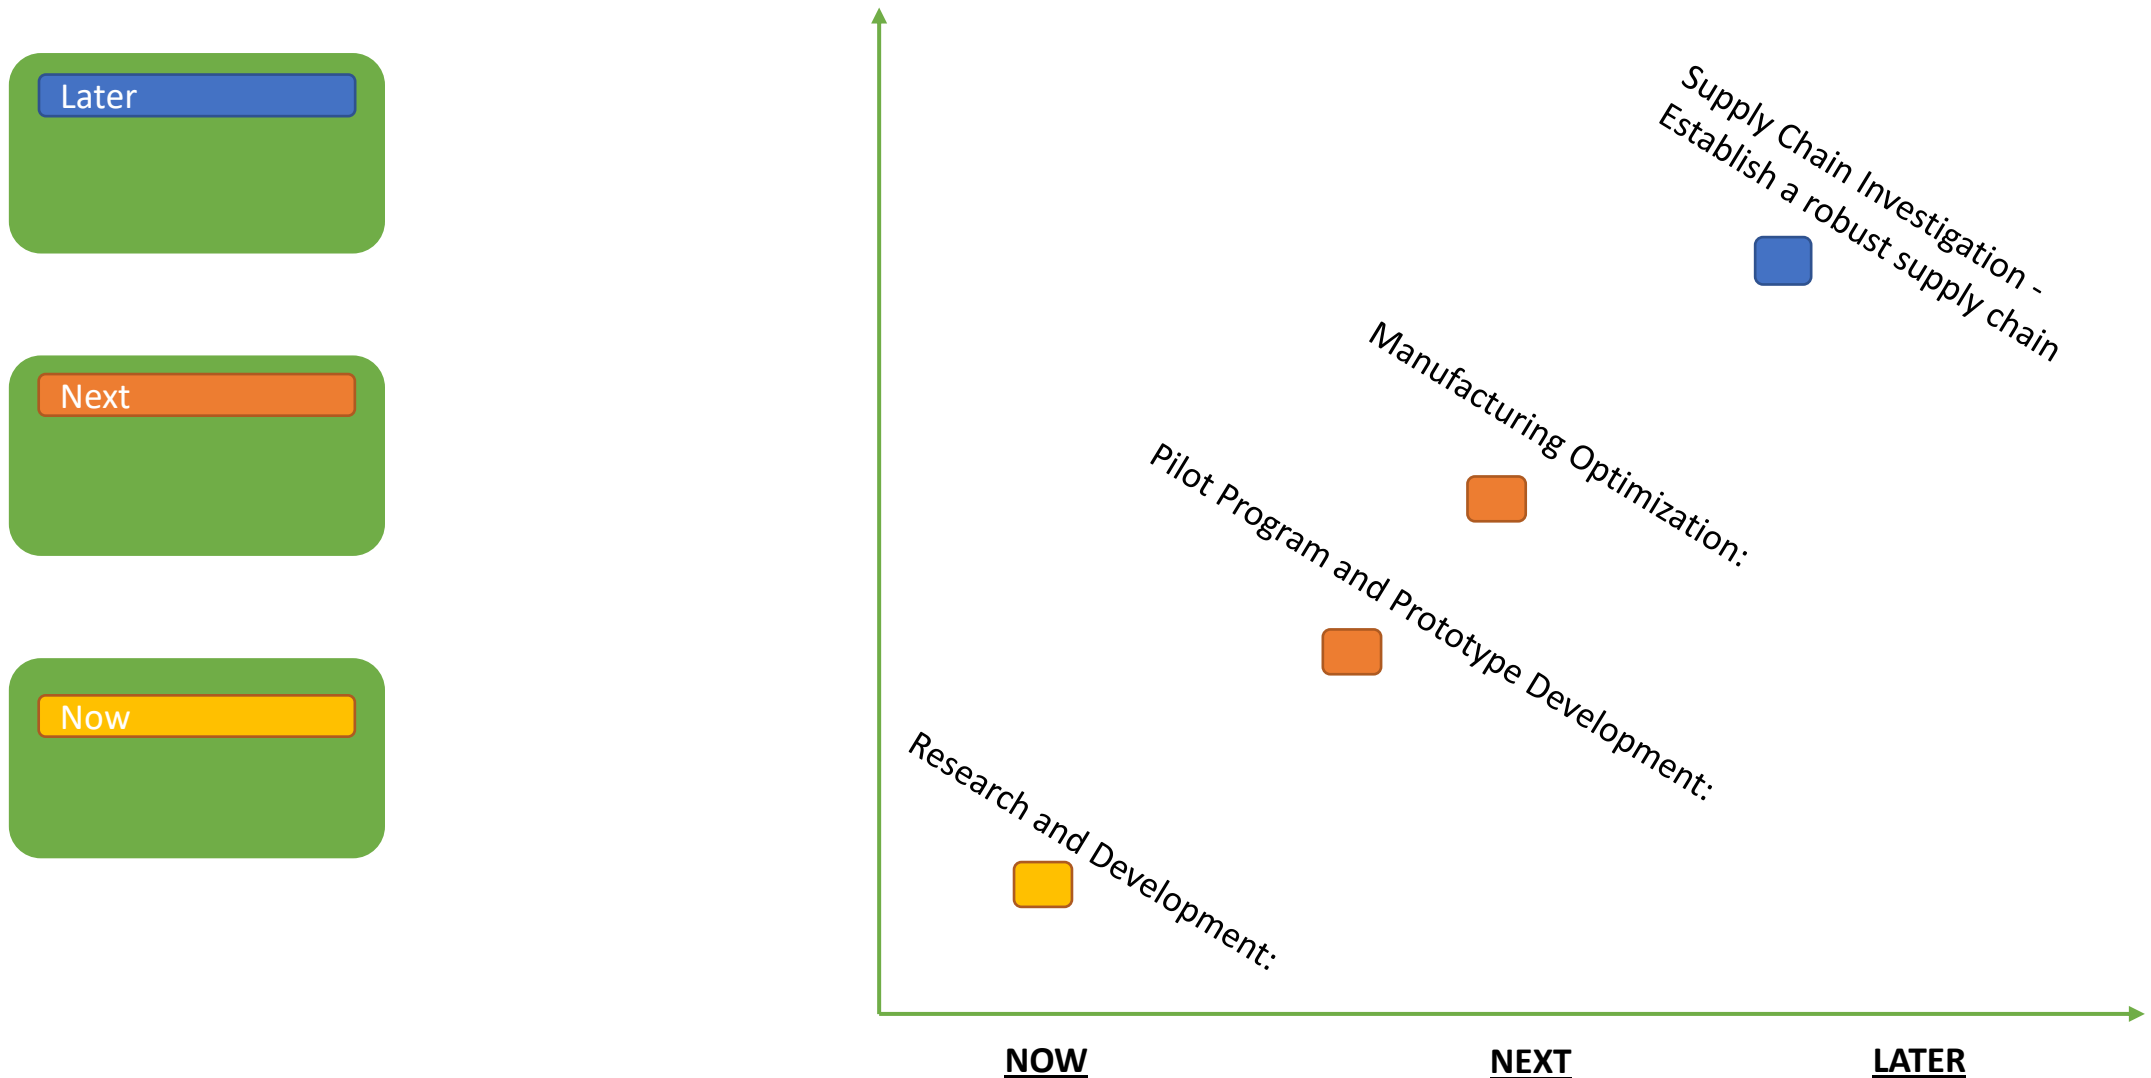 Later
Next
Now
Supply Chain Investigation -
Establish a robust supply chain
Manufacturing Optimization:
Pilot Program and Prototype Development:
Research and Development:
NOW
NEXT
LATER